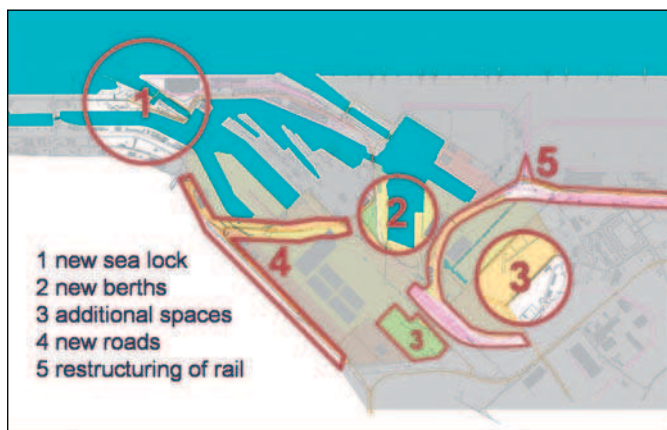 1
2
5
4
3
3
1 new sea lock
2 new berths
3 additional spaces
4 new roads
5 restructuring of rail